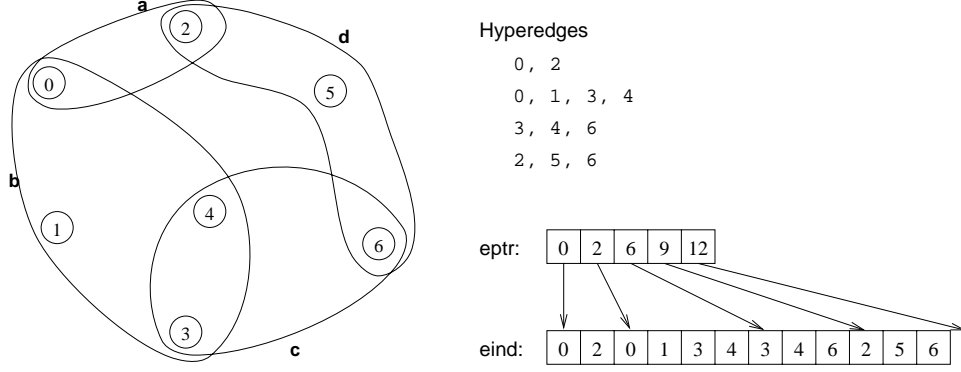 a
2
d
0
5
b
4
1
6
3
c
Hyperedges
0, 2
0, 1, 3, 4
3, 4, 6
2, 5, 6
eptr: 0 2 6 9 12
eind: 0 2 0 1 3 4 3 4 6 2 5 6